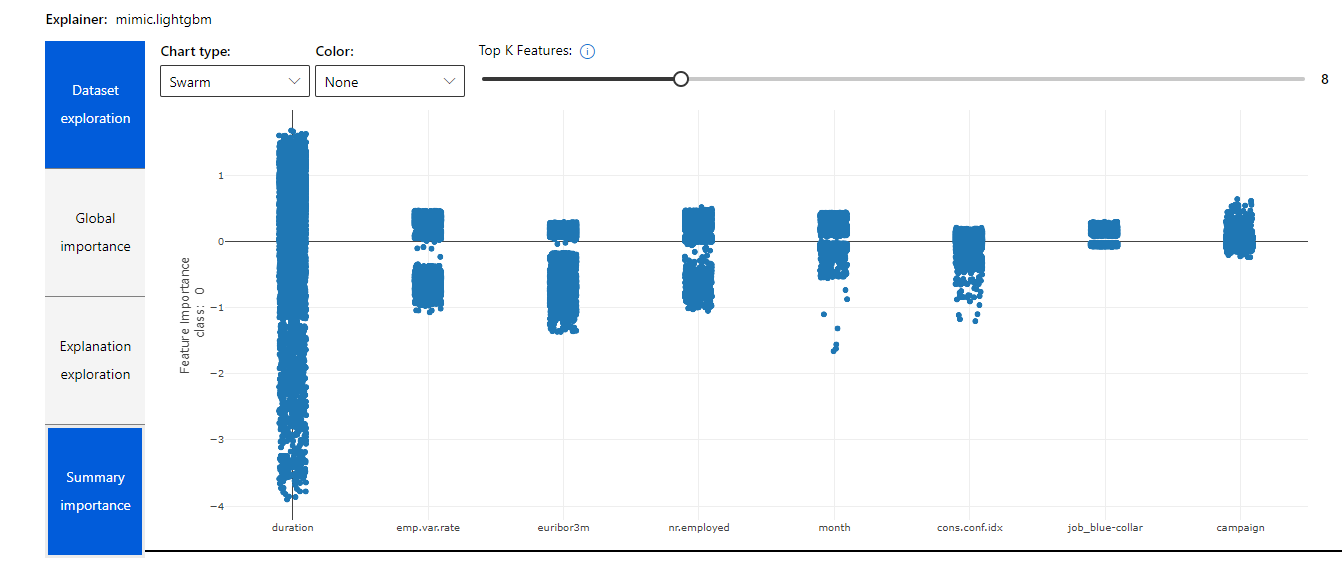 Explainer: mimic.lightgbm
Dataset
exploration
Global
importance
Explanation
exploration
Summary
importance
Chart type:
Swarm
Color:
None
Top K Features:
8
Feature Importance
class: 0
1
0
−1
−2
−3
−4
duration
emp.var.rate
euribor3m
nr.employed
month
cons.conf.idx
job_blue-collar
campaign